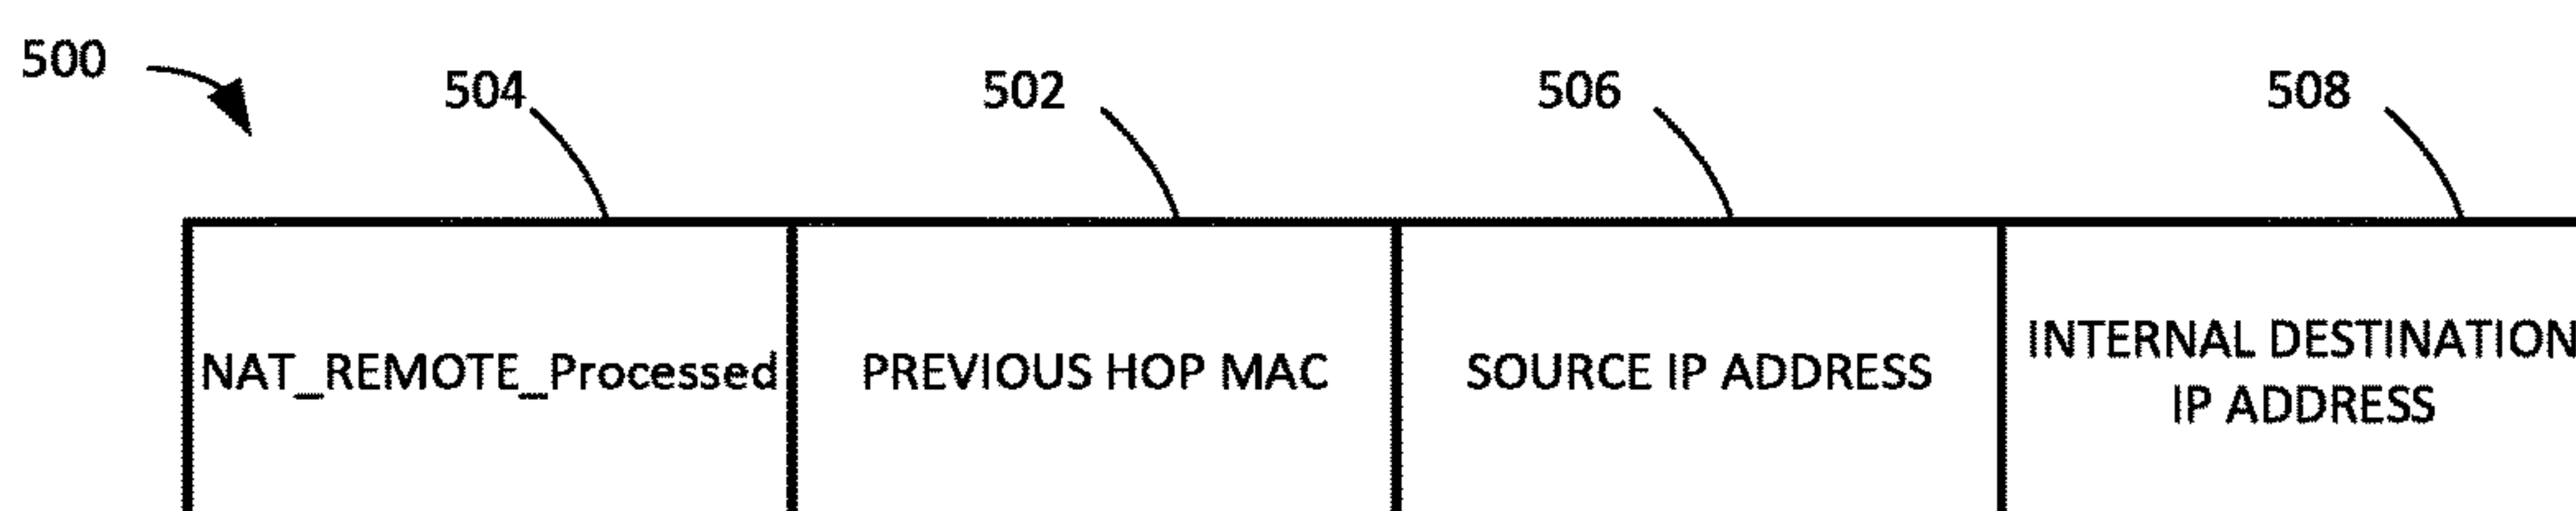 500
504
502
506
508
NAT_REMOTE_Processed
PREVIOUS HOP MAC
SOURCE IP ADDRESS
INTERNAL DESTINATION
IP ADDRESS